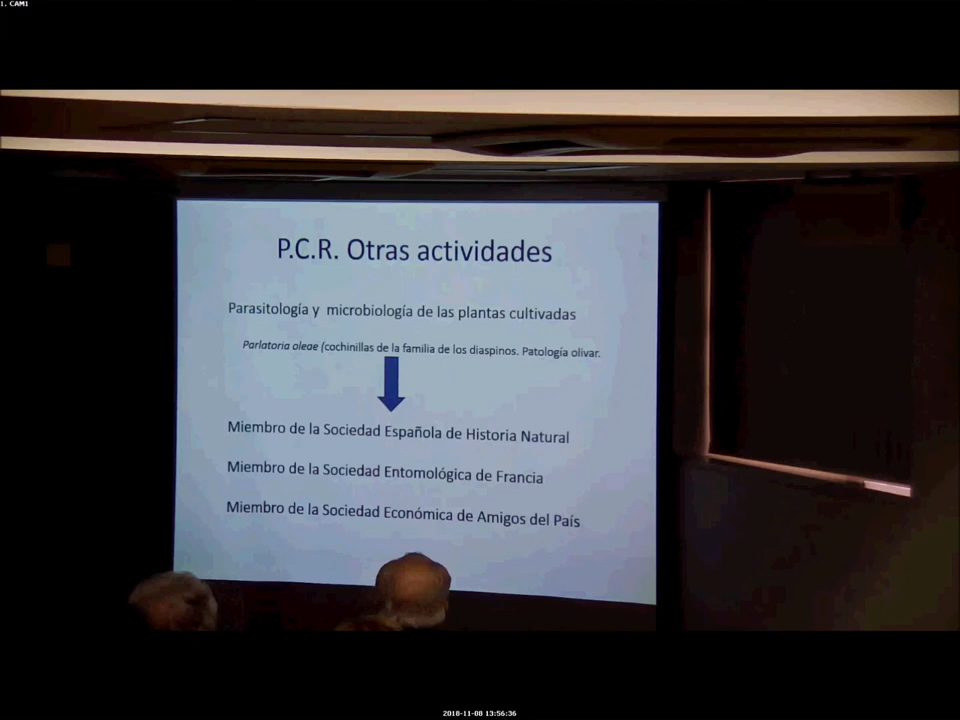 1. CAM1
P.C.R. Otras actividades
Parasitología y microbiología de las plantas cultivadas
Parlatoria oleae (cochinillas de la familia de los diaspinos. Patología olivar.
Miembro de la Sociedad Española de Historia Natural
Miembro de la Sociedad Entomológica de Francia
Miembro de la Sociedad Económica de Amigos del País
2018-11-08 13:56:36